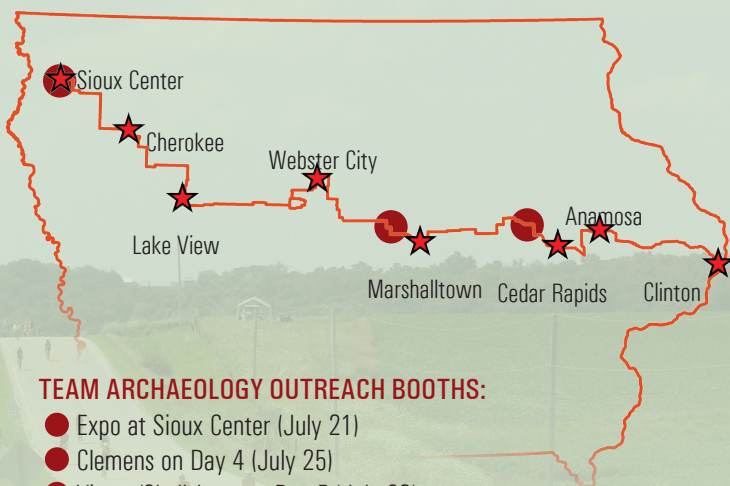 Sioux Center
Cherokee
Webster City
Anamosa
Lake View
Marshalltown
Cedar Rapids
Clinton
TEAM ARCHAEOLOGY OUTREACH BOOTHS:
Expo at Sioux Center (July 21)
Clemens on Day 4 (July 25)